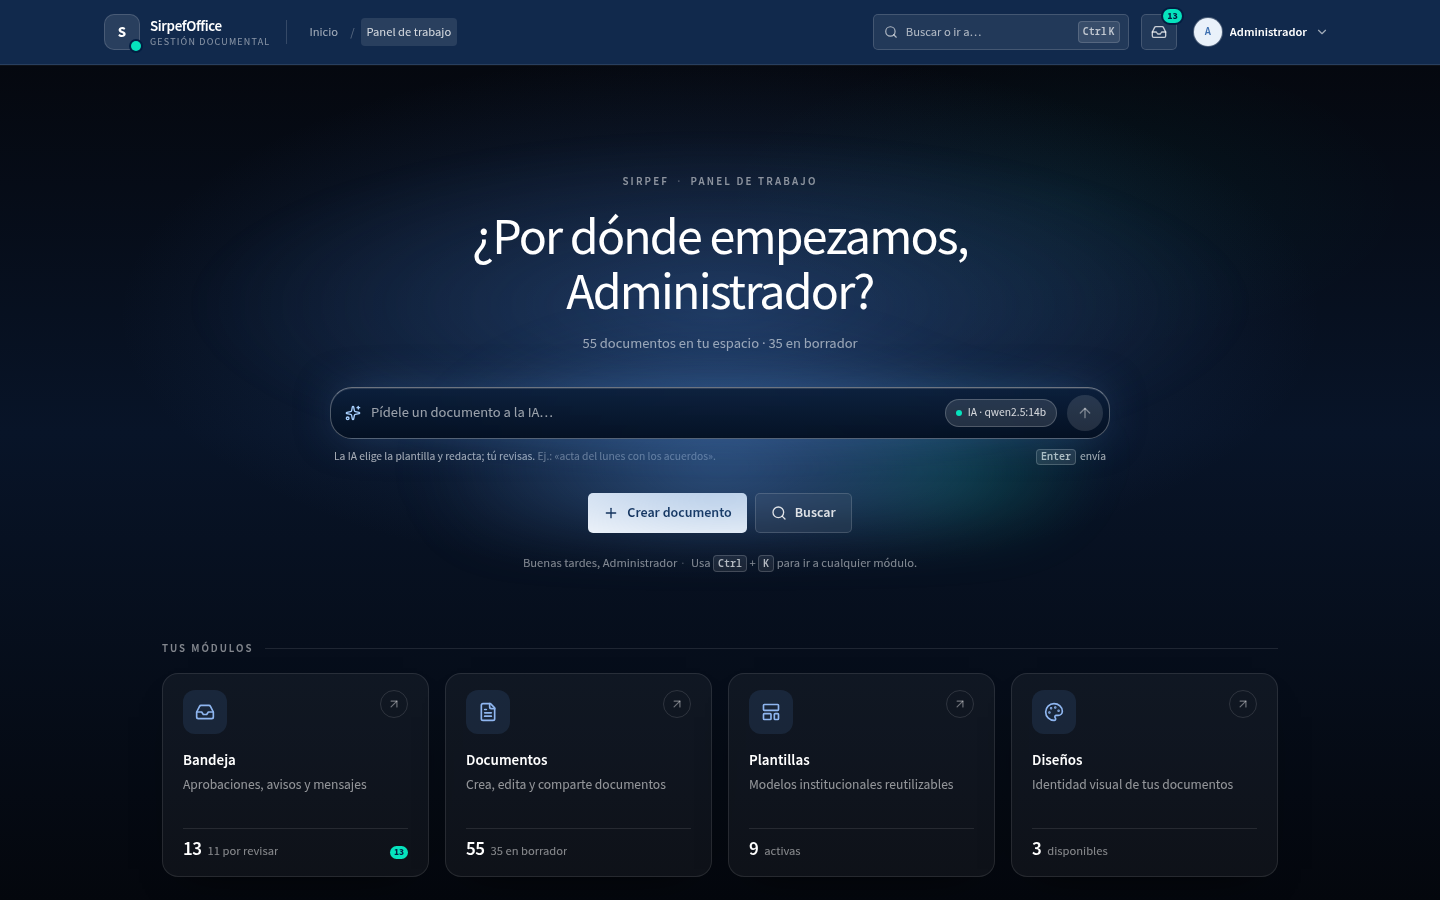 S
SirpefOffice
GESTIÓN DOCUMENTAL
Inicio / Panel de trabajo
Buscar o ir a…
Ctrl K
13
A
Administrador
SIRPEF · PANEL DE TRABAJO
¿Por dónde empezamos,
Administrador?
55 documentos en tu espacio · 35 en borrador
Pídele un documento a la IA…
IA · qwen2.5:14b
La IA elige la plantilla y redacta; tú revisas. Ej.: «acta del lunes con los acuerdos».
Enter envía
Crear documento
Buscar
Buenas tardes, Administrador · Usa Ctrl + K para ir a cualquier módulo.
TUS MÓDULOS
Bandeja
Aprobaciones, avisos y mensajes
13 11 por revisar
13
Documentos
Crea, edita y comparte documentos
55 35 en borrador
Plantillas
Modelos institucionales reutilizables
9 activas
Diseños
Identidad visual de tus documentos
3 disponibles